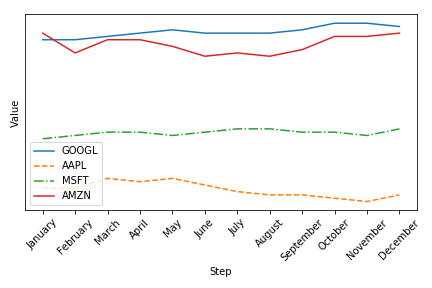 Value
GOOGL
AAPL
MSFT
AMZN
January
February
March
April
May
June
July
August
September
October
November
December
Step